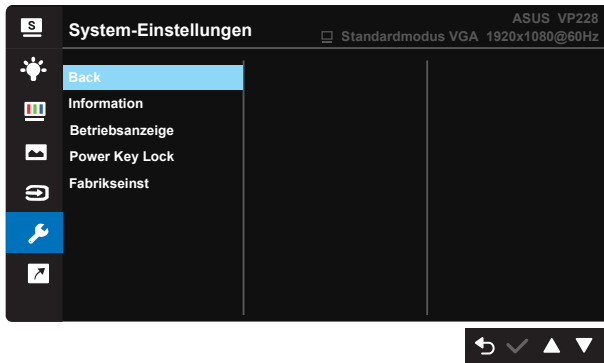 S
System-Einstellungen
ASUS VP228
Standardmodus VGA 1920x1080@60Hz
Back
Information
Betriebsanzeige
Power Key Lock
Fabrikseinst